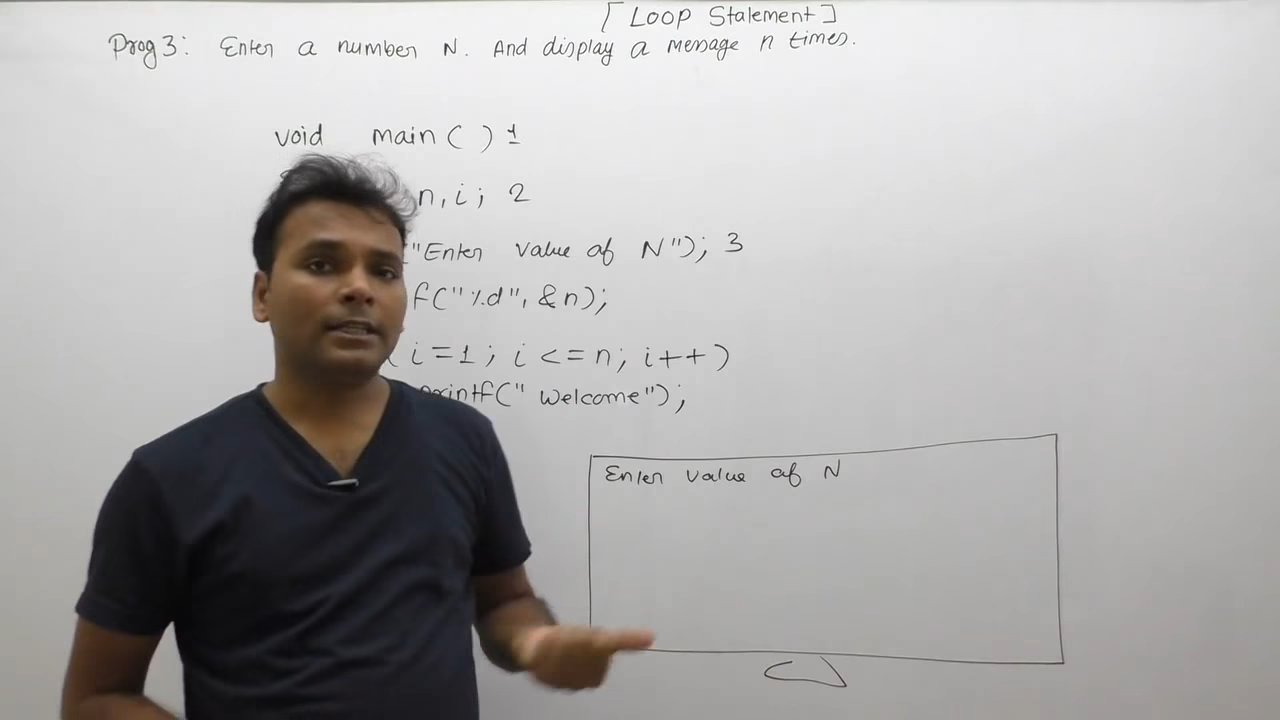 [Loop Statement]
Prog 3: Enter a number N. And display a message n times.
void main ( ) 1
n, i ; 2
("Enter value of N"); 3
f("%d", &n);
( i=1 ; i <= n; i++ )
printf(" Welcome");
Enter value of N